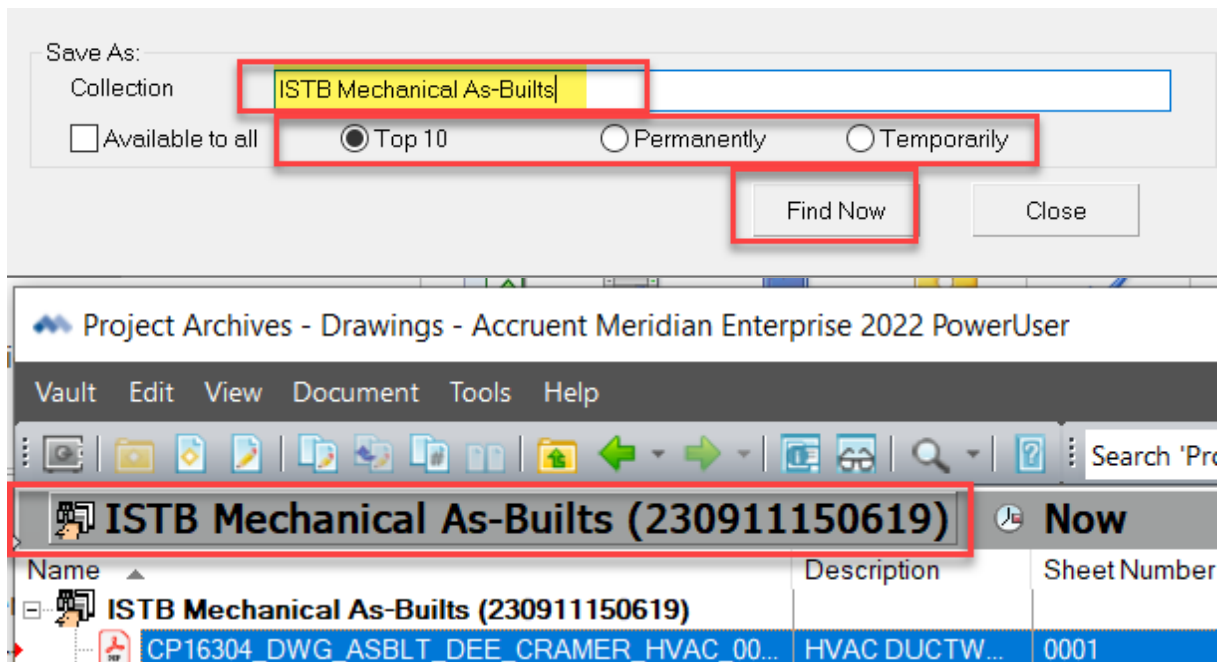 Save As:
Collection ISTB Mechanical As-Builts
Available to all Top 10 Permanently Temporarily
Find Now Close
Project Archives - Drawings - Accruent Meridian Enterprise 2022 PowerUser
Vault Edit View Document Tools Help
Search 'Pro
ISTB Mechanical As-Builts (230911150619) Now
Name Description Sheet Number
ISTB Mechanical As-Builts (230911150619)
CP16304_DWG_ASBLT_DEE_CRAMER_HVAC_00... HVAC DUCTW... 0001